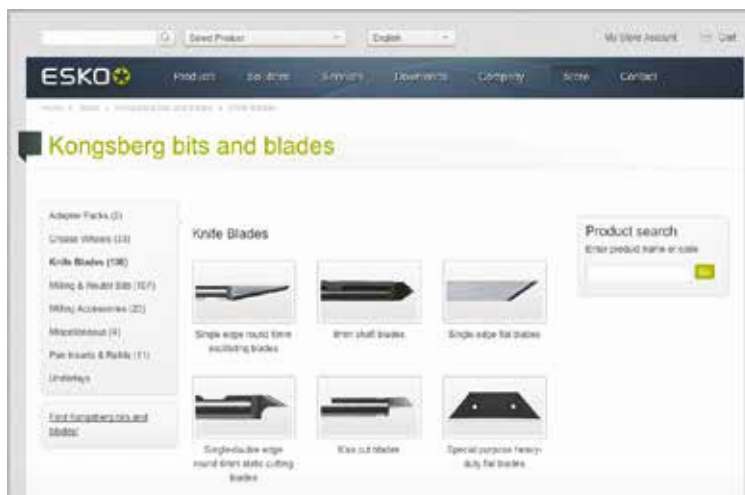 Select Product
English
My Store Account
Cart
ESKO
Products
Solutions
Services
Downloads
Company
Store
Contact
Kongsberg bits and blades
Adapter Packs (3)
Crease Wheels
Knife Blades
Milling & Router Bits (107)
Milling Accessories
Miscellaneous (4)
Pen Inserts & Refills (11)
Underlays
Find Kongsberg bits and
blades!
Knife Blades
Single edge round 6mm
oscillating blades
8mm shaft blades
Single edge flat blades
Single-double edge
round 6mm static cutting
blades
Kiss cut blades
Special purpose heavy-
duty flat blades
Product search
Enter product name or code